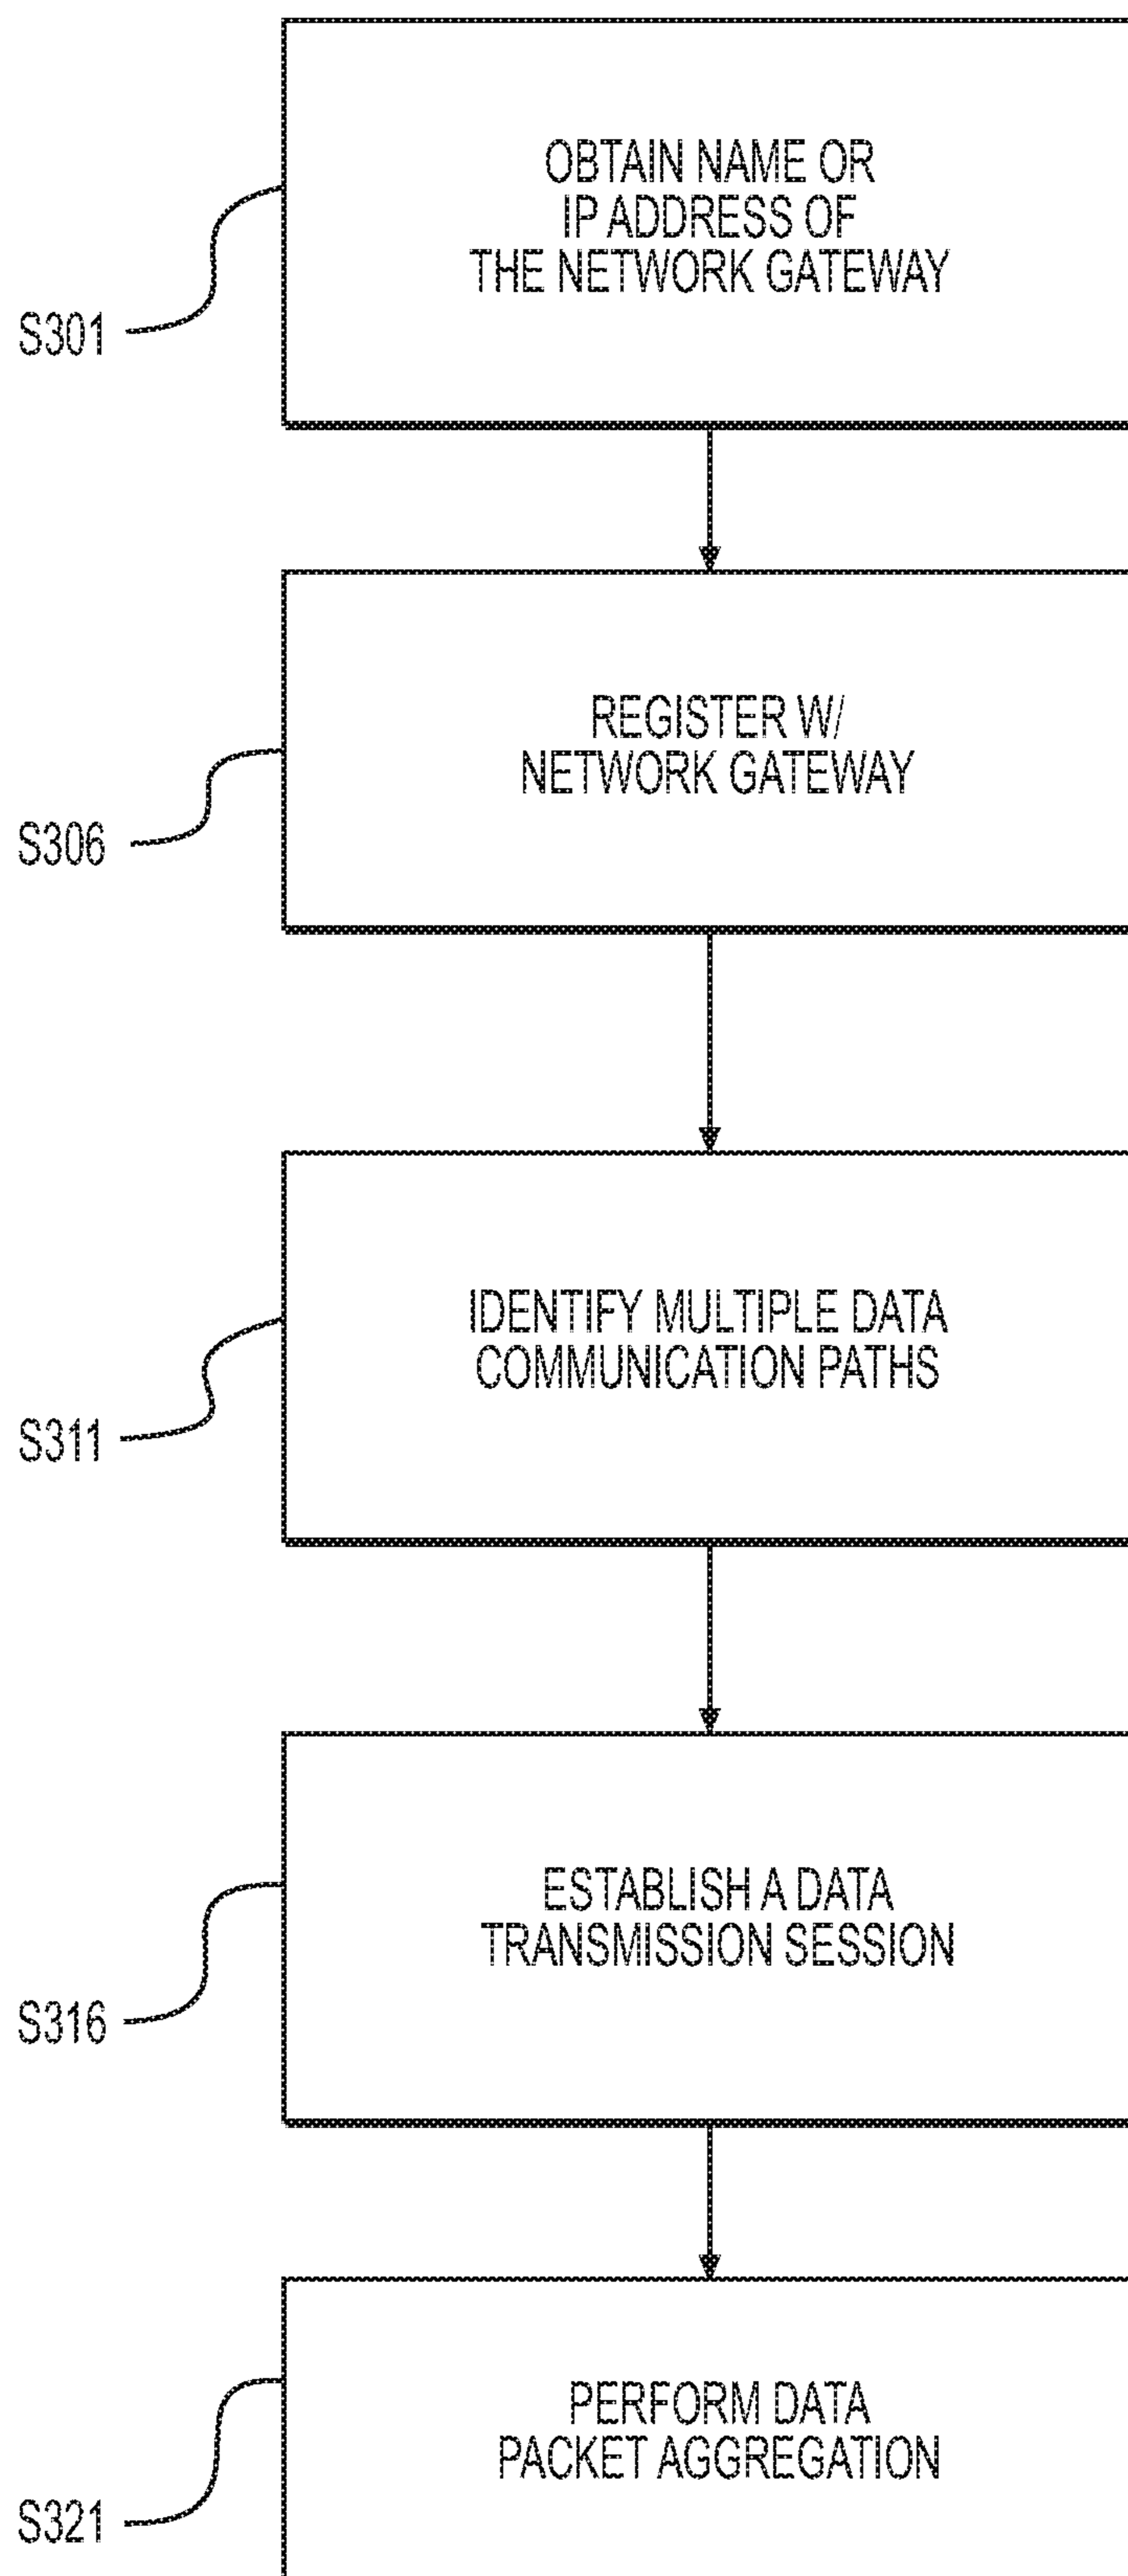 OBTAIN NAME OR
IP ADDRESS OF
THE NETWORK GATEWAY
S301
REGISTER W/
NETWORK GATEWAY
S306
IDENTIFY MULTIPLE DATA
COMMUNICATION PATHS
S311
ESTABLISH A DATA
TRANSMISSION SESSION
S316
PERFORM DATA
PACKET AGGREGATION
S321